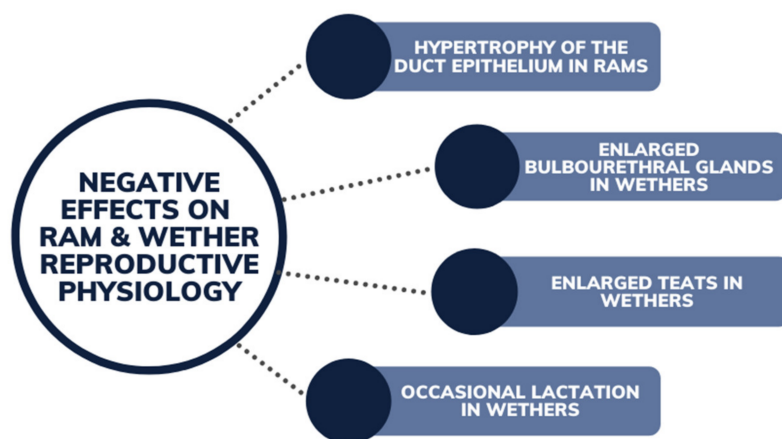 NEGATIVE
EFFECTS ON
RAM & WETHER
REPRODUCTIVE
PHYSIOLOGY
HYPERTROPHY OF THE
DUCT EPITHELIUM IN RAMS
ENLARGED
BULBOURETHRAL GLANDS
IN WETHERS
ENLARGED TEATS IN
WETHERS
OCCASIONAL LACTATION
IN WETHERS